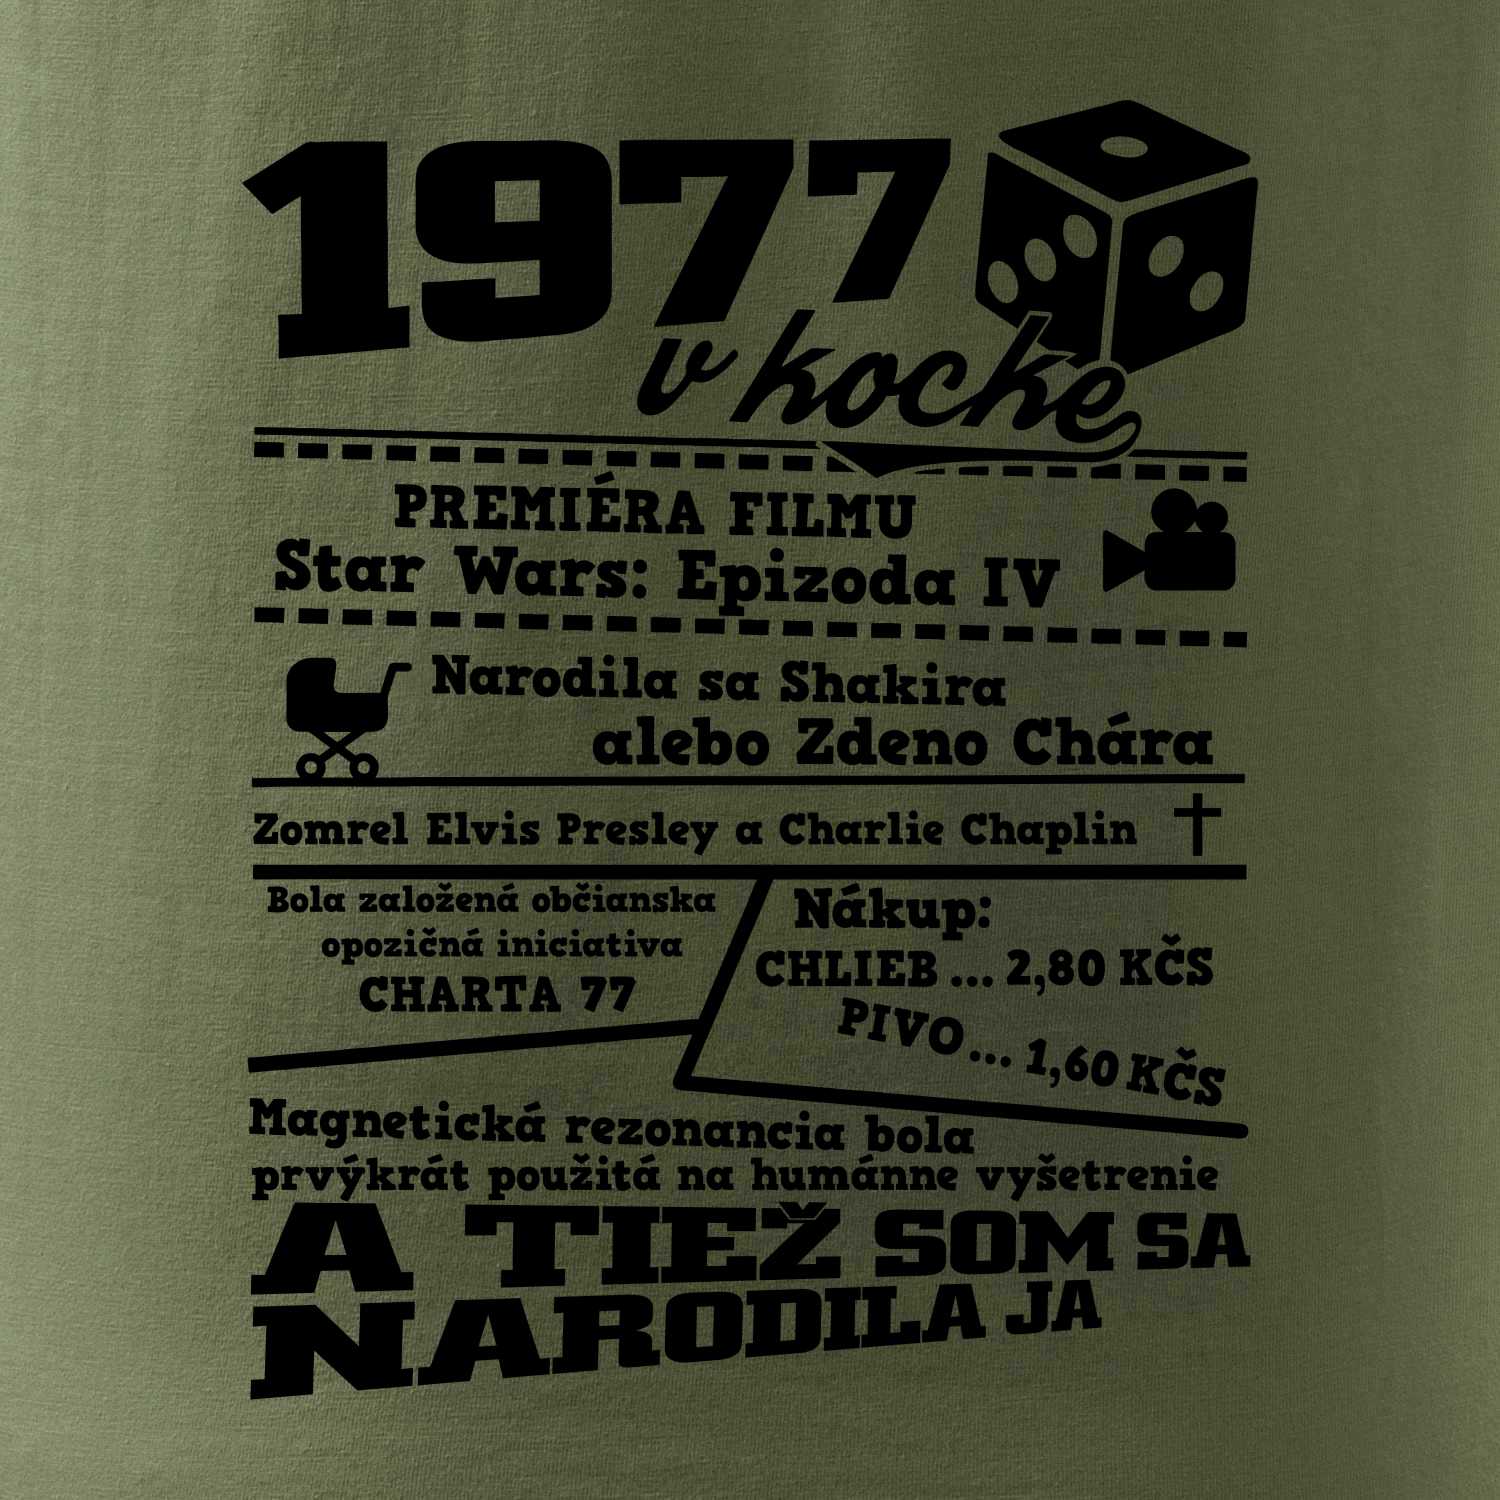 1977
v kocke
PREMIÉRA FILMU
Star Wars: Epizoda IV
Narodila sa Shakira
alebo Zdeno Chára
Zomrel Elvis Presley a Charlie Chaplin
Bola založená občianska
opozičná iniciativa
CHARTA 77
Nákup:
CHLIEB ... 2,80 KČS
PIVO ... 1,60 KČS
Magnetická rezonancia bola
prvýkrát použitá na humánne vyšetrenie
A TIEŽ SOM SA
NARODILA JA